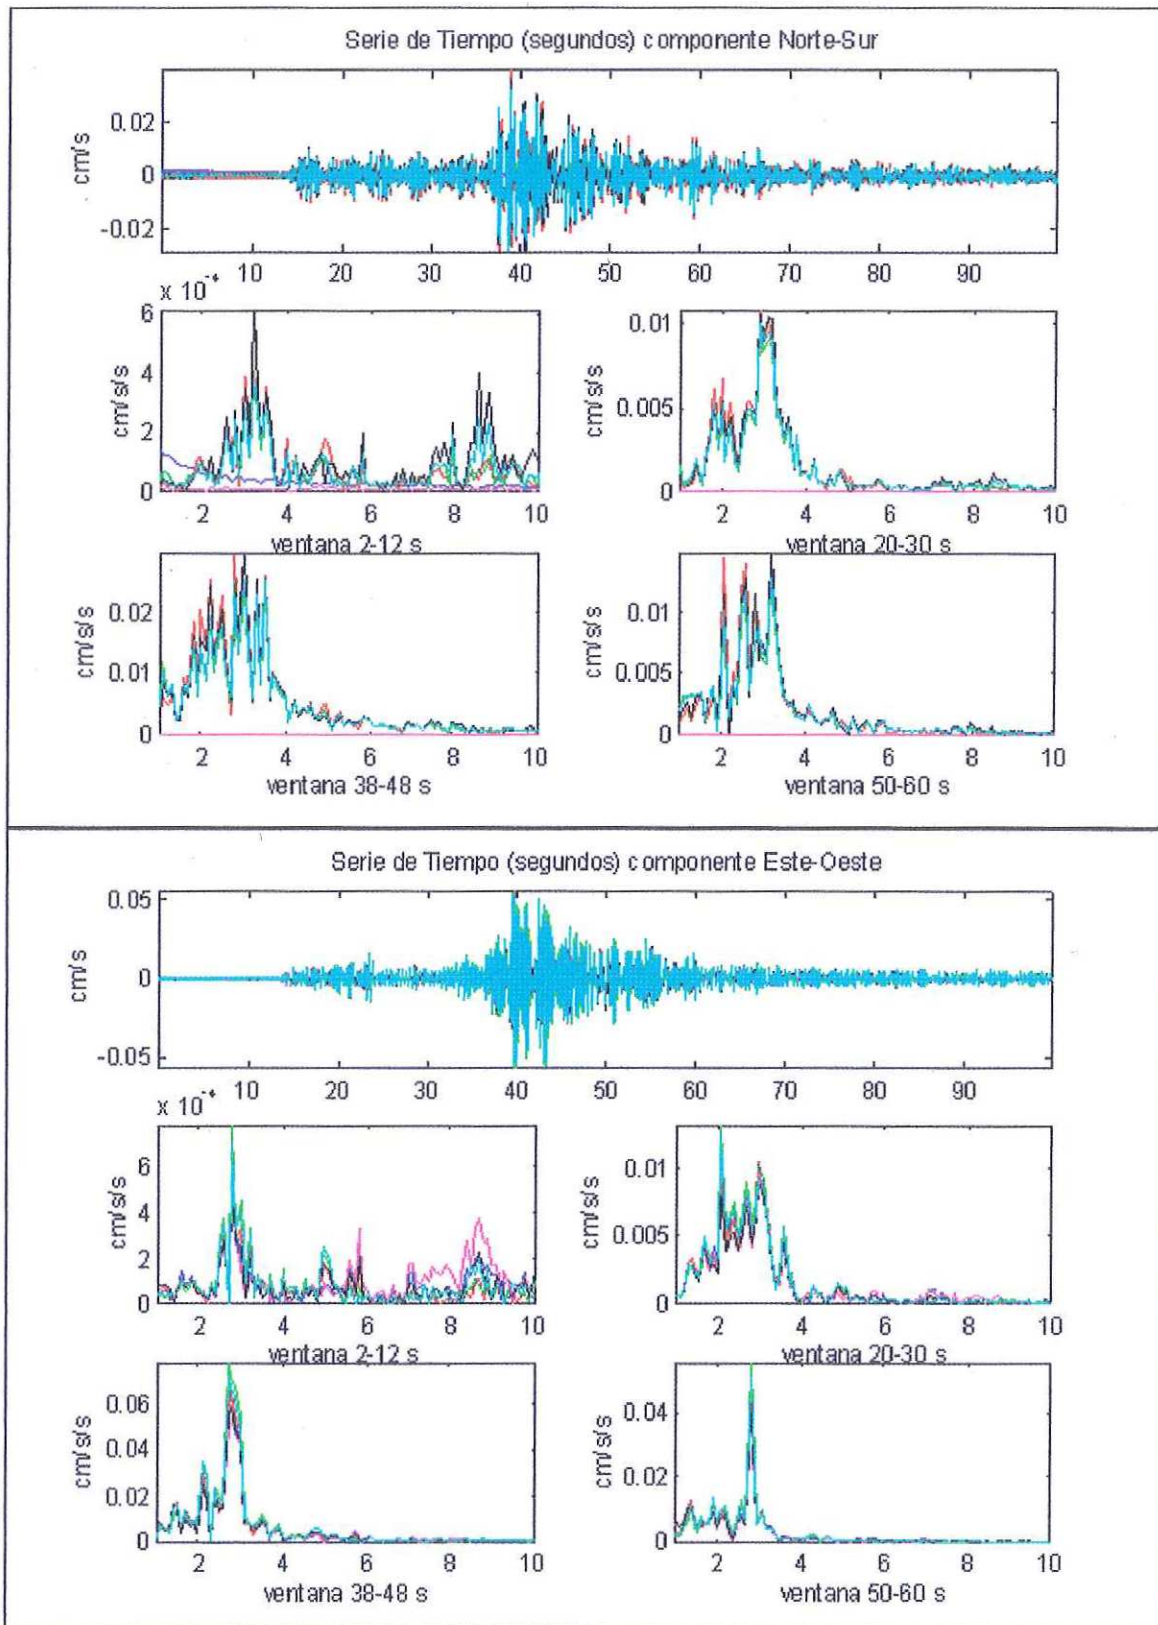 Serie de Tiempo (segundos) componente Norte-Sur
cm/s
0.02
0
-0.02
10 20 30 40 50 60 70 80 90
x 10⁻⁴
cm/s/s
6
4
2
0
2 4 6 8 10
ventana 2-12 s
cm/s/s
0.01
0.005
0
2 4 6 8 10
ventana 20-30 s
cm/s/s
0.02
0.01
0
2 4 6 8 10
ventana 38-48 s
cm/s/s
0.01
0.005
0
2 4 6 8 10
ventana 50-60 s
Serie de Tiempo (segundos) componente Este-Oeste
cm/s
0.05
0
-0.05
10 20 30 40 50 60 70 80 90
x 10⁻⁴
cm/s/s
6
4
2
0
2 4 6 8 10
ventana 2-12 s
cm/s/s
0.01
0.005
0
2 4 6 8 10
ventana 20-30 s
cm/s/s
0.06
0.04
0.02
0
2 4 6 8 10
ventana 38-48 s
cm/s/s
0.04
0.02
0
2 4 6 8 10
ventana 50-60 s